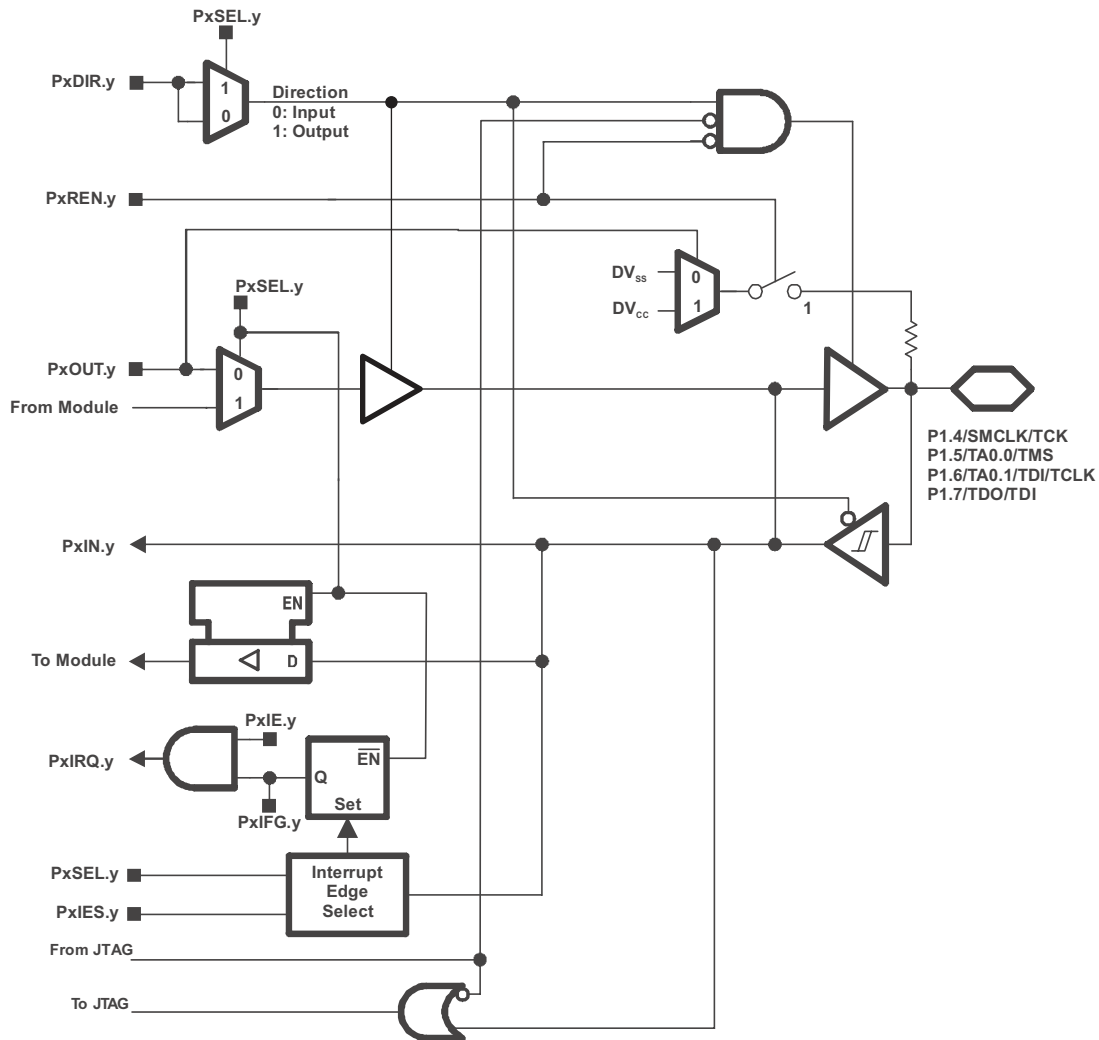 PxSEL.y
PxDIR.y
1
0
Direction
0: Input
1: Output
PxREN.y
DVSS
DVCC
0
1
1
PxSEL.y
PxOUT.y
From Module
0
1
P1.4/SMCLK/TCK
P1.5/TA0.0/TMS
P1.6/TA0.1/TDI/TCLK
P1.7/TDO/TDI
PxIN.y
EN
To Module
D
PxIE.y
PxIRQ.y
EN
Q
Set
PxIFG.y
PxSEL.y
PxIES.y
Interrupt
Edge
Select
From JTAG
To JTAG